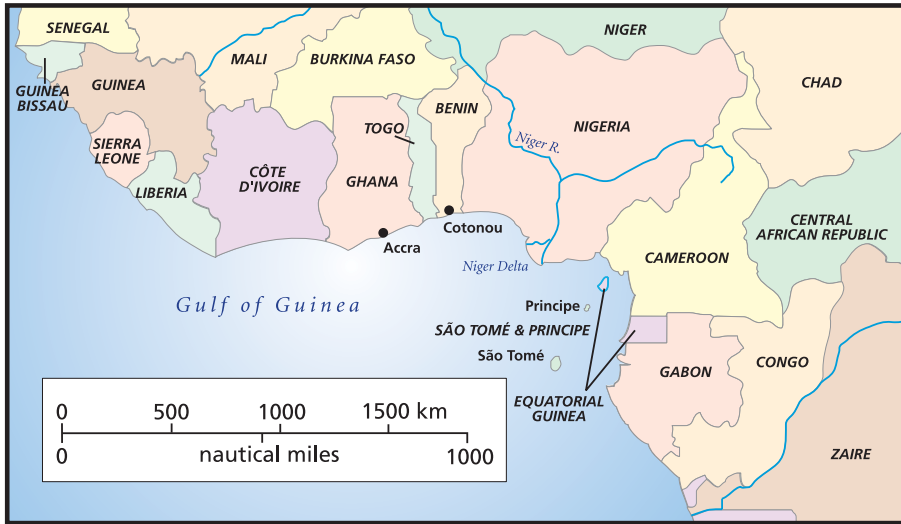 SENEGAL
GUINEA
BISSAU
GUINEA
SIERRA
LEONE
LIBERIA
MALI
CÔTE
D'IVOIRE
BURKINA FASO
GHANA
TOGO
BENIN
NIGER
NIGERIA
Niger R.
CHAD
Accra
Cotonou
Niger Delta
CENTRAL
AFRICAN REPUBLIC
CAMEROON
Gulf of Guinea
Principe
SÃO TOMÉ & PRINCIPE
São Tomé
EQUATORIAL
GUINEA
GABON
CONGO
ZAIRE
0 500 1000 1500 km
0 nautical miles 1000